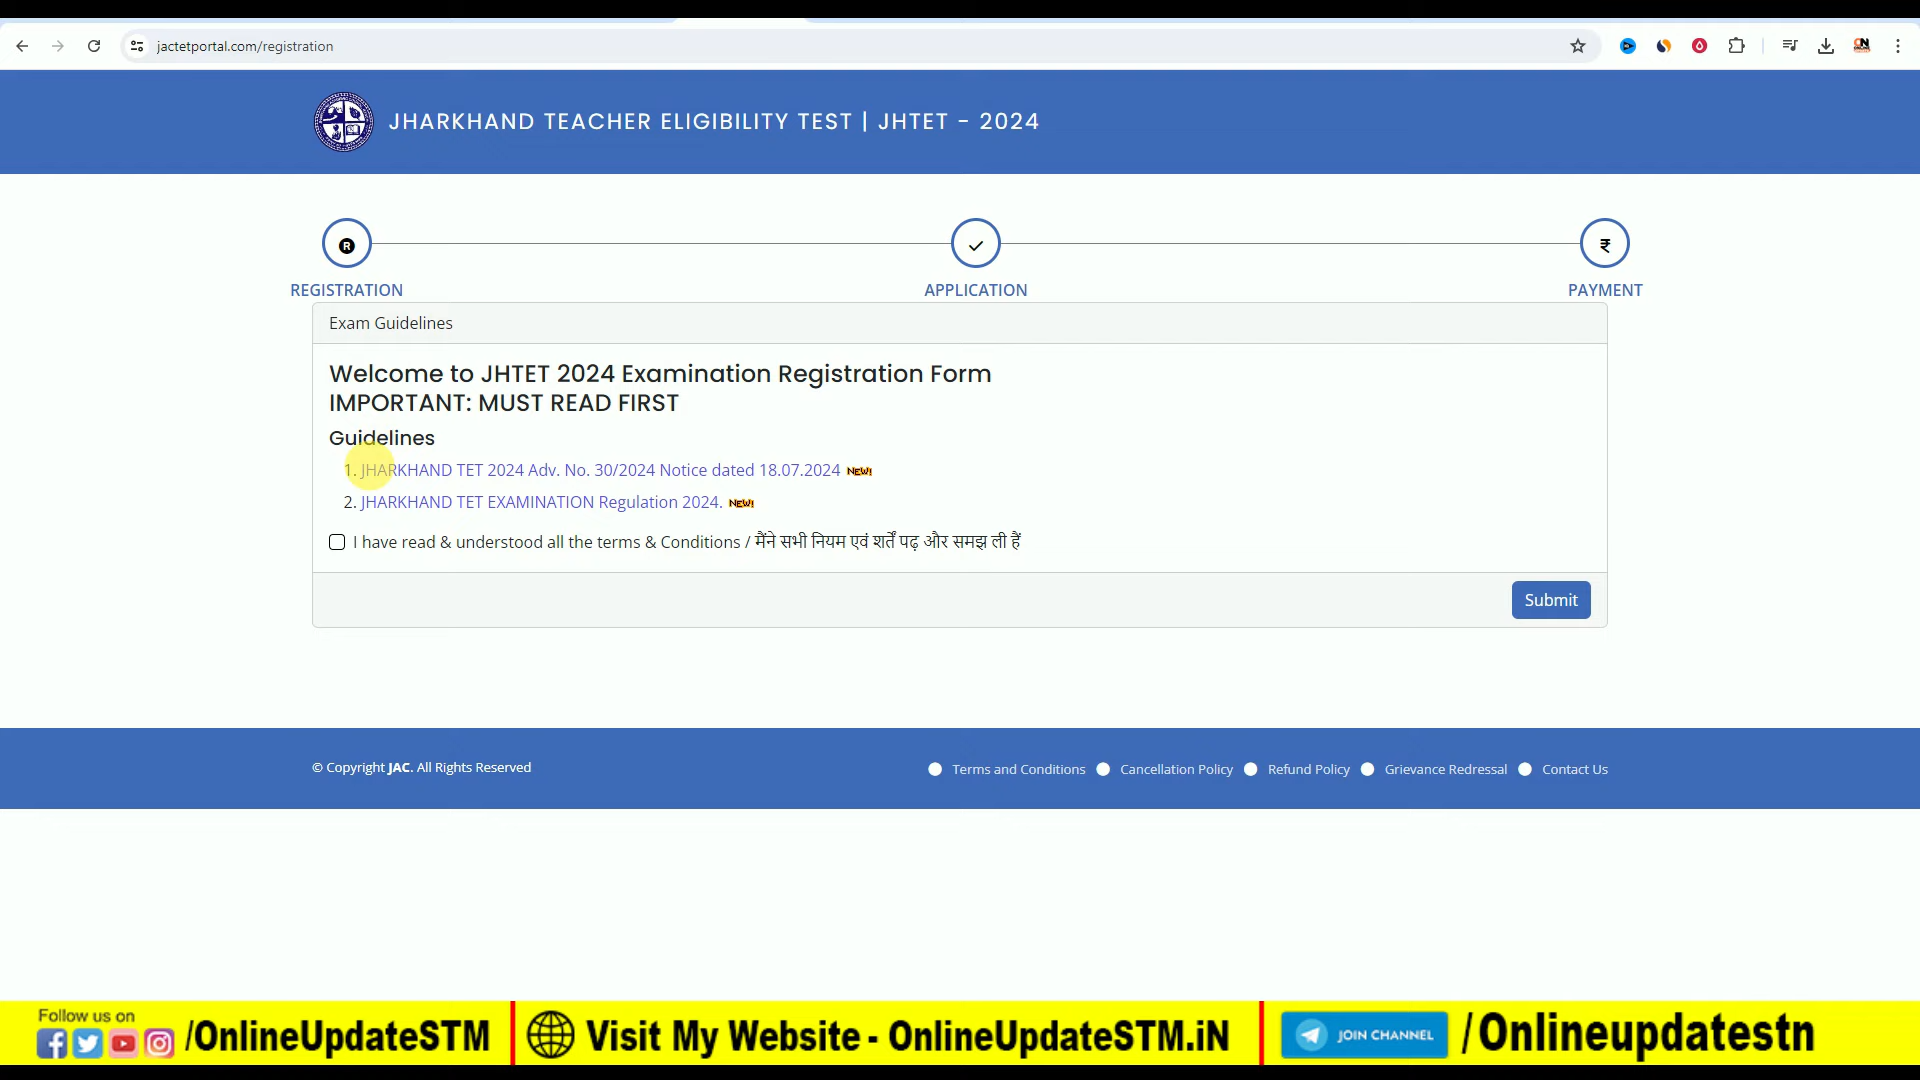 jactetportal.com/registration
JHARKHAND TEACHER ELIGIBILITY TEST | JHTET - 2024
REGISTRATION
APPLICATION
PAYMENT
Exam Guidelines
Welcome to JHTET 2024 Examination Registration Form
IMPORTANT: MUST READ FIRST
Guidelines
1. JHARKHAND TET 2024 Adv. No. 30/2024 Notice dated 18.07.2024 NEW!
2. JHARKHAND TET EXAMINATION Regulation 2024. NEW!
I have read & understood all the terms & Conditions / मैंने सभी नियम एवं शर्तें पढ़ और समझ ली हैं
Submit
© Copyright JAC. All Rights Reserved
Terms and Conditions
Cancellation Policy
Refund Policy
Grievance Redressal
Contact Us
Follow us on
/OnlineUpdateSTM
Visit My Website - OnlineUpdateSTM.iN
JOIN CHANNEL
/Onlineupdatestn